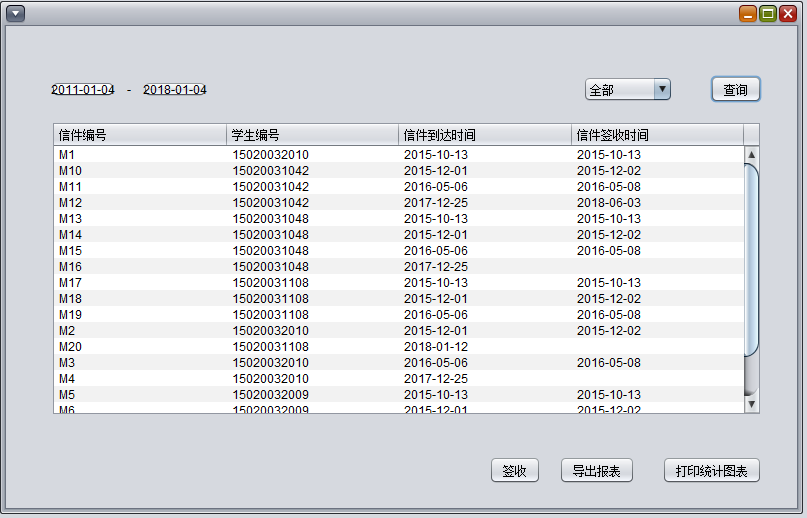 2011-01-04 - 2018-01-04 全部 查询
信件编号 学生编号 信件到达时间 信件签收时间
M1 15020032010 2015-10-13 2015-10-13
M10 15020031042 2015-12-01 2015-12-02
M11 15020031042 2016-05-06 2016-05-08
M12 15020031042 2017-12-25 2018-06-03
M13 15020031048 2015-10-13 2015-10-13
M14 15020031048 2015-12-01 2015-12-02
M15 15020031048 2016-05-06 2016-05-08
M16 15020031048 2017-12-25
M17 15020031108 2015-10-13 2015-10-13
M18 15020031108 2015-12-01 2015-12-02
M19 15020031108 2016-05-06 2016-05-08
M2 15020032010 2015-12-01 2015-12-02
M20 15020031108 2018-01-12
M3 15020032010 2016-05-06 2016-05-08
M4 15020032010 2017-12-25
M5 15020032009 2015-10-13 2015-10-13
M6 15020032009 2015-12-01 2015-12-02
签收 导出报表 打印统计图表